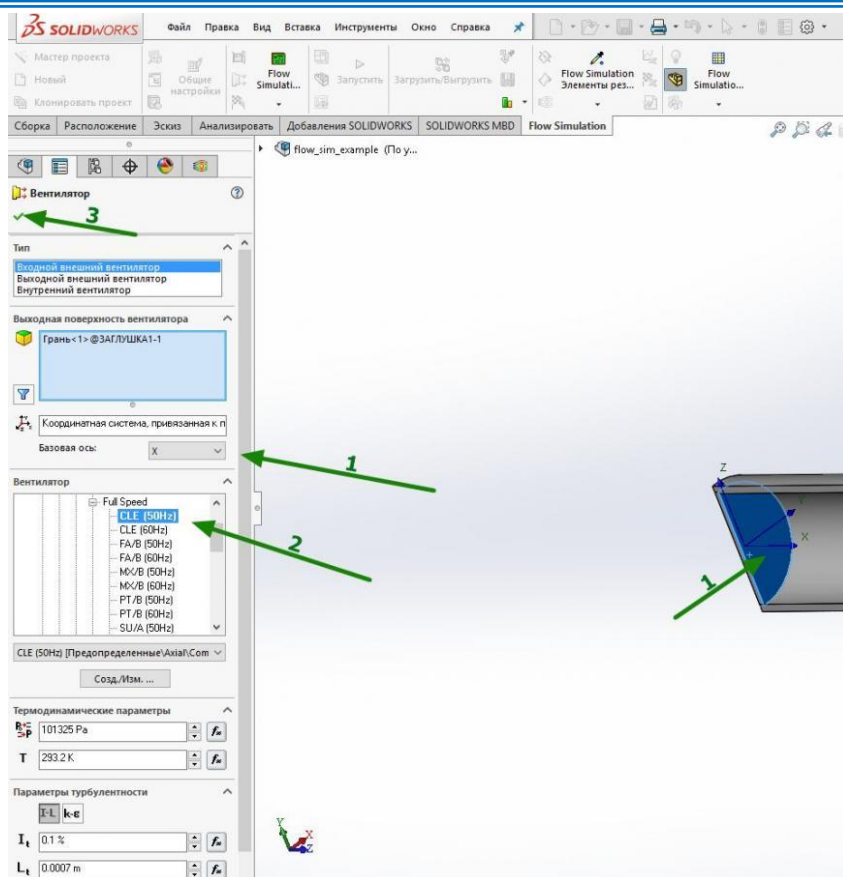 SOLIDWORKS Файл Правка Вид Вставка Инструменты Окно Справка
Мастер проекта
Новый
Клонировать проект
Общие настройки
Flow Simulati...
Запустить
Загрузить/Выгрузить
Flow Simulation Элементы рез...
Flow Simulatio...
Сборка Расположение Эскиз Анализировать Добавления SOLIDWORKS SOLIDWORKS MBD Flow Simulation
flow_sim_example (По у...
Вентилятор
3
Тип
Входной внешний вентилятор
Выходной внешний вентилятор
Внутренний вентилятор
Выходная поверхность вентилятора
Грань<1>@ЗАГЛУШКА1-1
Координатная система, привязанная к п
Базовая ось: X
1
Вентилятор
Full Speed
CLE (50Hz)
CLE (60Hz)
FA/B (50Hz)
FA/B (60Hz)
MX/B (50Hz)
MX/B (60Hz)
PT/B (50Hz)
PT/B (60Hz)
SU/A (50Hz)
2
CLE (50Hz) [Предопределенные\Axial\Com
Созд./Изм. ...
Термодинамические параметры
101325 Pa
T 293.2 K
Параметры турбулентности
I-L k-ε
It 0.1 %
Lt 0.0007 m
Z
Y
X
1
Y
X
Z